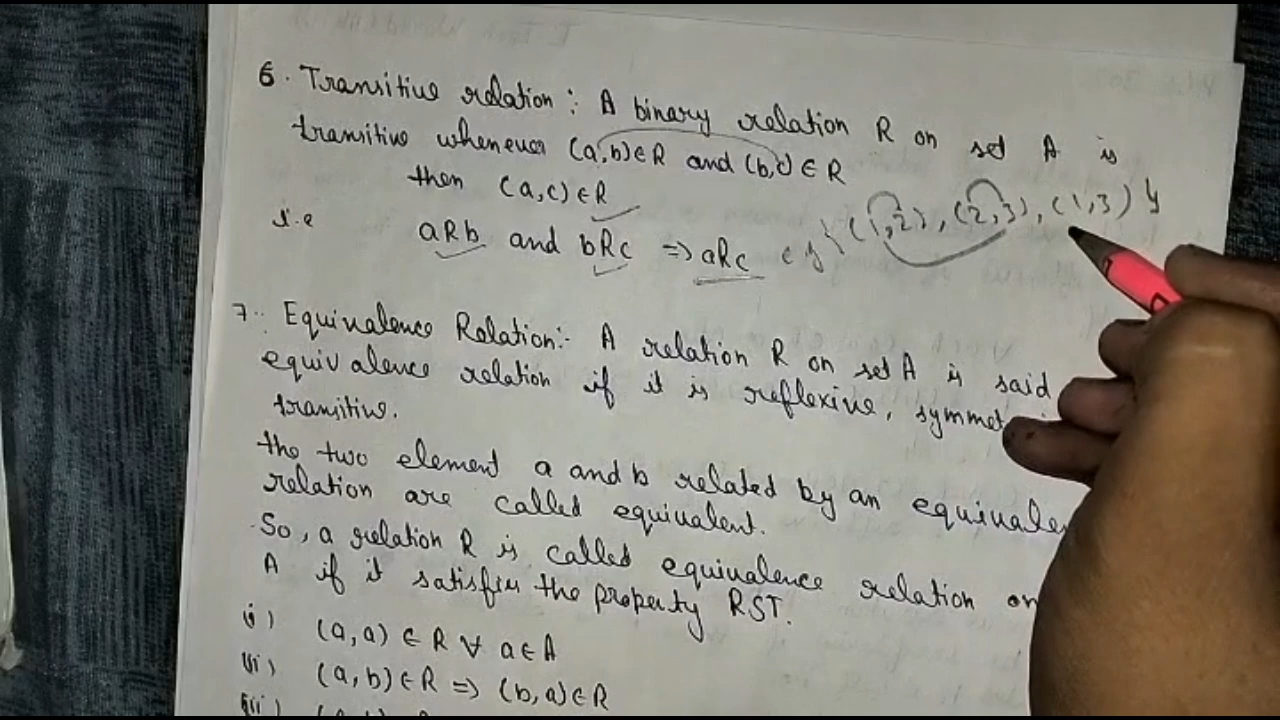 6. Transitive relation: A binary relation R on set A is
transitive whenever (a,b)∈R and (b,c)∈R
then (a,c)∈R
i.e aRb and bRc => aRc eg {(1,2), (2,3), (1,3)}
7. Equivalence Relation:- A relation R on set A is said
equivalence relation if it is reflexive, symmet
transitive.
the two element a and b related by an equivalen
relation are called equivalent.
So, a relation R is called equivalence relation on
A if it satisfies the property RST.
i) (a,a) ∈ R ∀ a∈A
ii) (a,b)∈R => (b,a)∈R
iii)